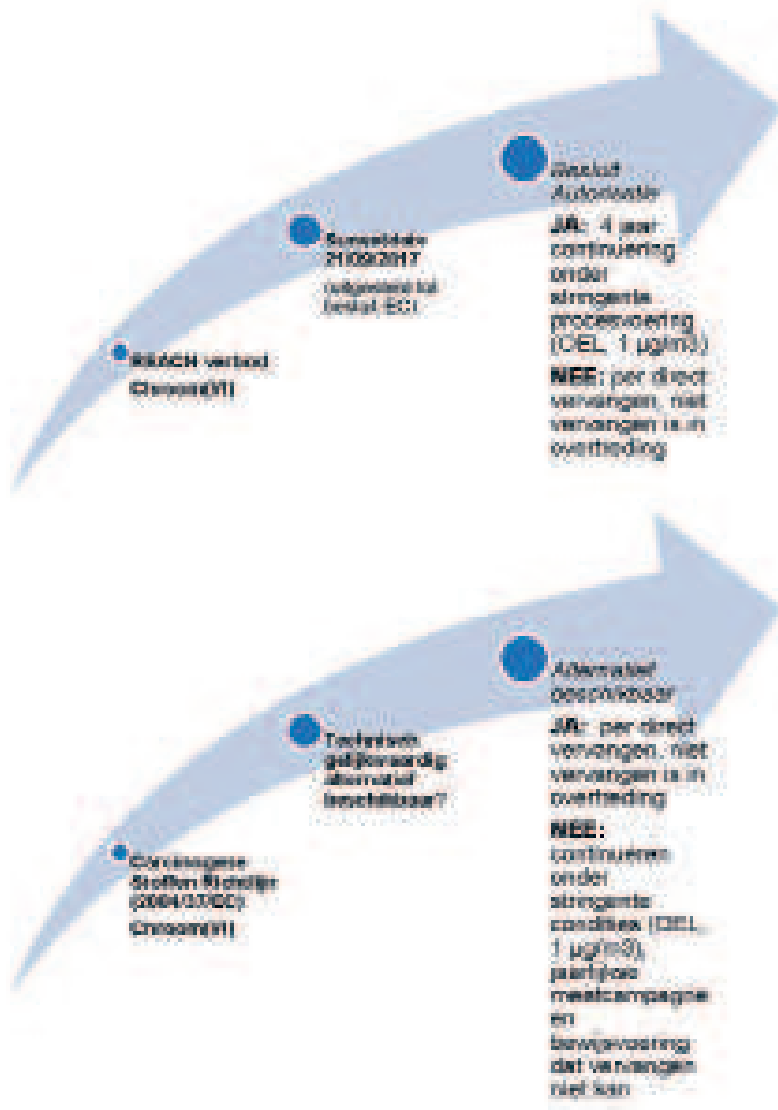 REACH verbod
Chroom(VI)
Sunsetdate
21/09/2017
(uitgesteld tot
besluit EC)
Besluit
Autorisatie
JA: 4 jaar
continuering
onder
stringente
procesvoering
(OEL, 1 µg/m3)
NEE: per direct
vervangen, niet
vervangen is in
overtreding
Carcinogene
Stoffen Richtlijn
(2004/37/EC)
Chroom(VI)
Technisch
gelijkwaardig
alternatief
beschikbaar?
Alternatief
beschikbaar
JA: per direct
vervangen, niet
vervangen is in
overtreding
NEE:
continueren
onder
stringente
condities (OEL,
1 µg/m3),
jaarlijkse
meetcampagne
en
bewijsvoering
dat vervangen
niet kan